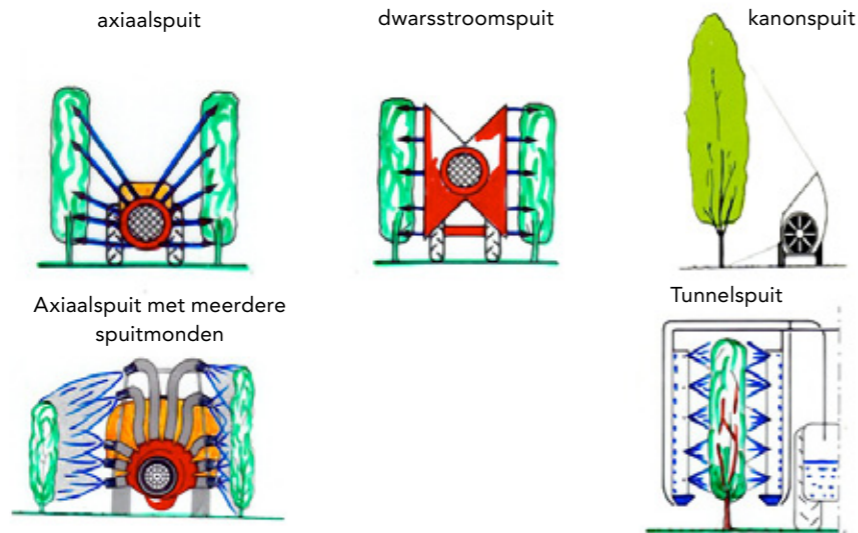 axiaalspuit
dwarsstroomspuit
kanonspuit
Axiaalspuit met meerdere
spuitmonden
Tunnelspuit